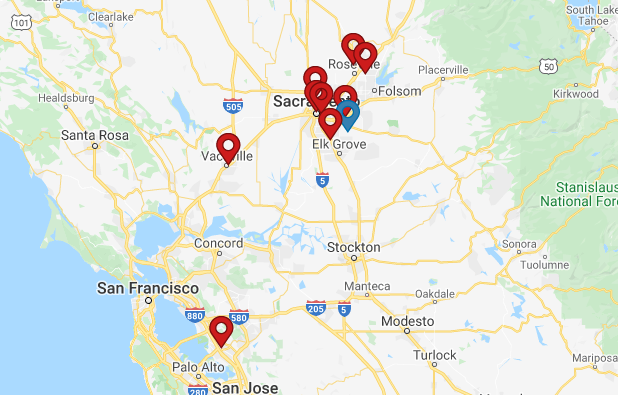 101
Clearlake
South Lake
Tahoe
Roseville
Placerville
50
Healdsburg
505
Folsom
Kirkwood
Sacramento
Santa Rosa
Elk Grove
Vacaville
5
Stanislaus
National Fore
Concord
Stockton
Sonora
Tuolumne
San Francisco
Manteca
Oakdale
880
580
205
5
Modesto
Turlock
Mariposa
Palo Alto
280
San Jose